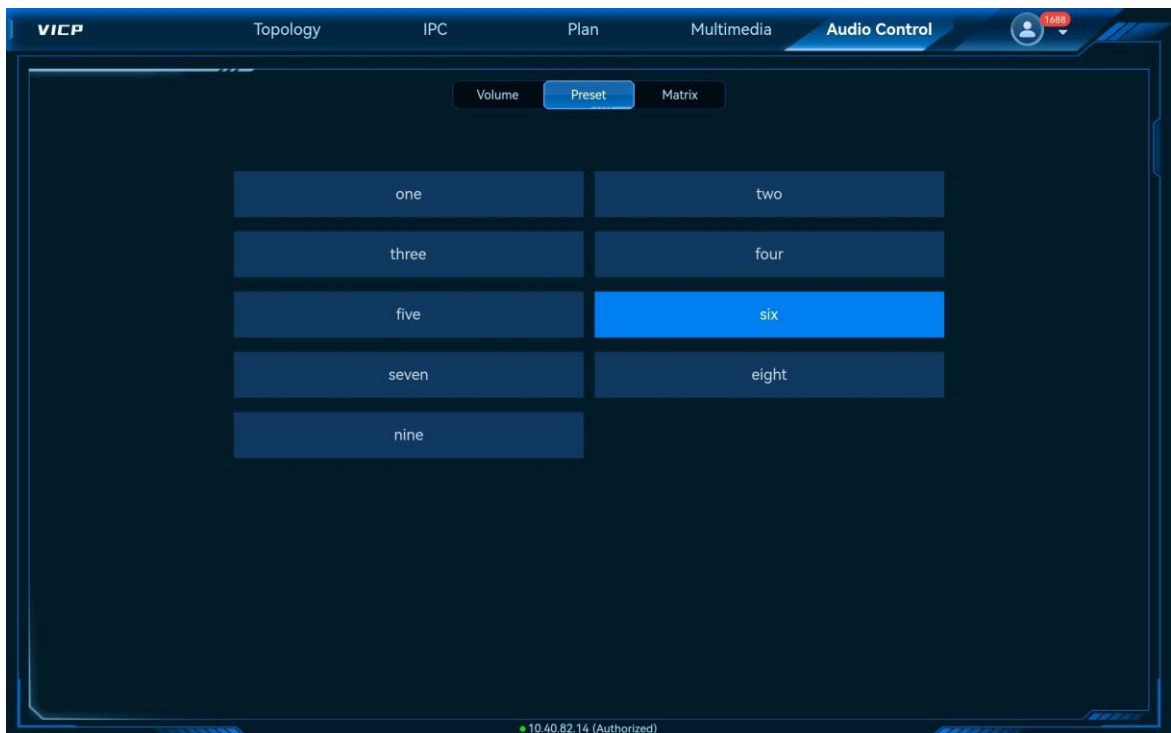 VICP Topology IPC Plan Multimedia Audio Control 1688
Volume Preset Matrix
one two
three four
five six
seven eight
nine
10.40.82.14 (Authorized)